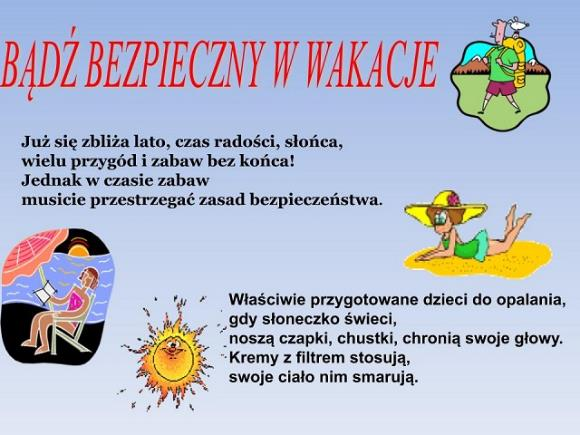 BĄDŹ BEZPIECZNY W WAKACJE
Już się zbliża lato, czas radości, słońca,
wielu przygód i zabaw bez końca!
Jednak w czasie zabaw
musicie przestrzegać zasad bezpieczeństwa.
Właściwie przygotowane dzieci do opalania,
gdy słoneczko świeci,
noszą czapki, chustki, chronią swoje głowy.
Kremy z filtrem stosują,
swoje ciało nim smarują.